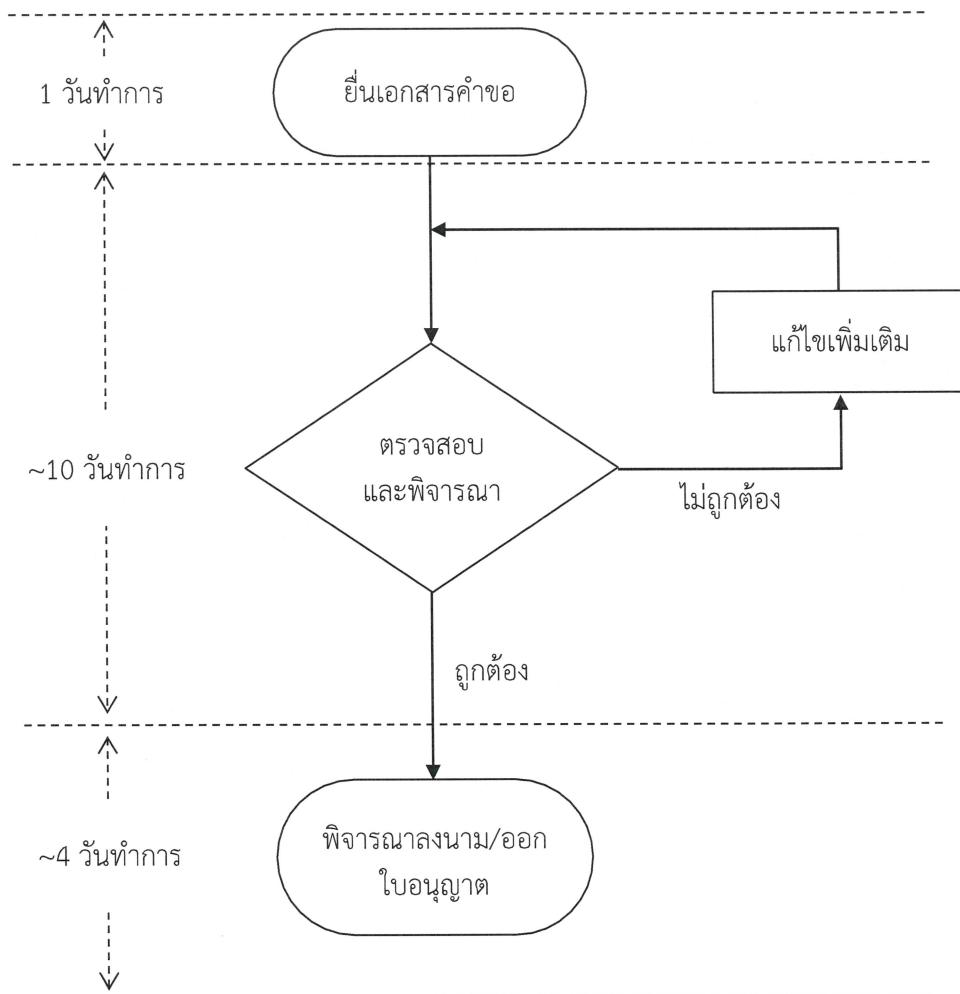 1 วันทำการ
ยื่นเอกสารคำขอ
แก้ไขเพิ่มเติม
~10 วันทำการ
ตรวจสอบ
และพิจารณา
ไม่ถูกต้อง
ถูกต้อง
~4 วันทำการ
พิจารณาลงนาม/ออก
ใบอนุญาต